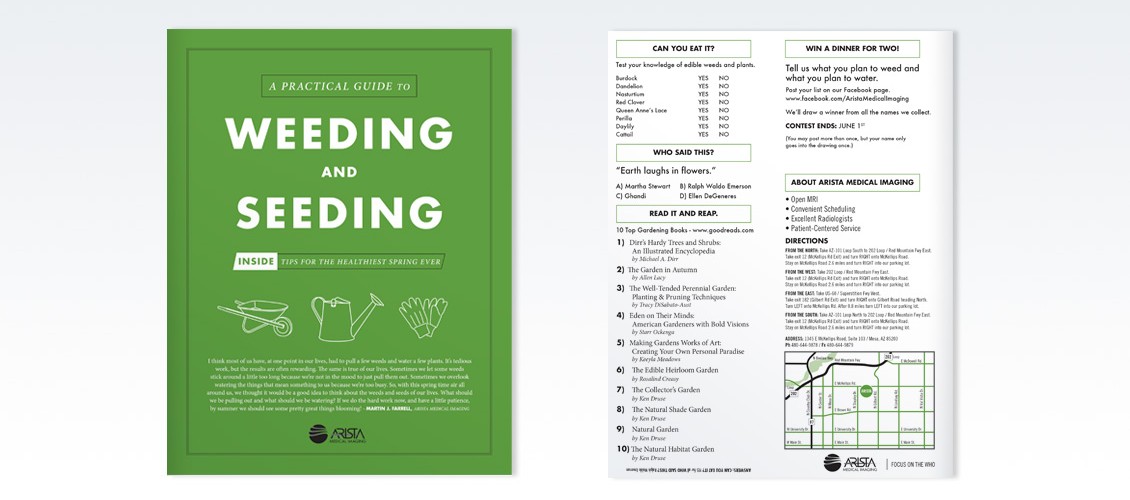 A PRACTICAL GUIDE TO
WEEDING
AND
SEEDING
INSIDE TIPS FOR THE HEALTHIEST SPRING EVER
I think most of us have, at one point in our lives, had to pull a few weeds and water a few plants. It's tedious
work, but the results are often rewarding. The same is true of our lives. Sometimes we let some weeds
stick around a little too long because we're not in the mood to just pull them out. Sometimes we overlook
watering the things that mean something to us because we're too busy. So, with this spring time air all
around us, we thought it would be a good idea to think about the weeds and seeds of our lives. What should
we be pulling out and what should we be watering? If we do the hard work now, and have a little patience,
by summer we should see some pretty great things blooming! - MARTIN J. FARRELL, ARISTA MEDICAL IMAGING
ARISTA
MEDICAL IMAGING
CAN YOU EAT IT?
Test your knowledge of edible weeds and plants.
Burdock YES NO
Dandelion YES NO
Nasturtium YES NO
Red Clover YES NO
Queen Anne's Lace YES NO
Perilla YES NO
Daylily YES NO
Cattail YES NO
WHO SAID THIS?
"Earth laughs in flowers."
A) Martha Stewart B) Ralph Waldo Emerson
C) Ghandi D) Ellen DeGeneres
READ IT AND REAP.
10 Top Gardening Books - www.goodreads.com
1) Dirr's Hardy Trees and Shrubs:
An Illustrated Encyclopedia
by Michael A. Dirr
2) The Garden in Autumn
by Allen Lacy
3) The Well-Tended Perennial Garden:
Planting & Pruning Techniques
by Tracy DiSabato-Aust
4) Eden on Their Minds:
American Gardeners with Bold Visions
by Starr Ockenga
5) Making Gardens Works of Art:
Creating Your Own Personal Paradise
by Keeyla Meadows
6) The Edible Heirloom Garden
by Rosalind Creasy
7) The Collector's Garden
by Ken Druse
8) The Natural Shade Garden
by Ken Druse
9) Natural Garden
by Ken Druse
10) The Natural Habitat Garden
by Ken Druse
WIN A DINNER FOR TWO!
Tell us what you plan to weed and
what you plan to water.
Post your list on our Facebook page.
www.facebook.com/AristaMedicalImaging
We'll draw a winner from all the names we collect.
CONTEST ENDS: JUNE 1ST
(You may post more than once, but your name only
goes into the drawing once.)
ABOUT ARISTA MEDICAL IMAGING
• Open MRI
• Convenient Scheduling
• Excellent Radiologists
• Patient-Centered Service
DIRECTIONS
FROM THE NORTH: Take AZ-101 Loop South to 202 Loop / Red Mountain Fwy East.
Take exit 12 (McKellips Rd Exit) and turn RIGHT onto McKellips Road.
Stay on McKellips Road 2.6 miles and turn RIGHT into our parking lot.
FROM THE WEST: Take 202 Loop / Red Mountain Fwy East.
Take exit 12 (McKellips Rd Exit) and turn RIGHT onto McKellips Road.
Stay on McKellips Road 2.6 miles and turn RIGHT into our parking lot.
FROM THE EAST: Take US-60 / Superstition Fwy West.
Take exit 182 (Gilbert Rd Exit) and turn RIGHT onto Gilbert Road heading North.
Turn LEFT onto McKellips Rd. After 0.8 miles turn LEFT into our parking lot.
FROM THE SOUTH: Take AZ-101 Loop North to 202 Loop / Red Mountain Fwy East.
Take exit 12 (McKellips Rd Exit) and turn RIGHT onto McKellips Road.
Stay on McKellips Road 2.6 miles and turn RIGHT into our parking lot.
ADDRESS: 1345 E McKellips Road, Suite 103 / Mesa, AZ 85203
Red Mountain Fwy
E McDowell Rd.
E McKellips Rd.
E Brown Rd.
W University Dr.
E University Dr.
E University Dr.
W Main St.
E Main St.
E Main St.
ARISTA
MEDICAL IMAGING
FOCUS ON THE WHO